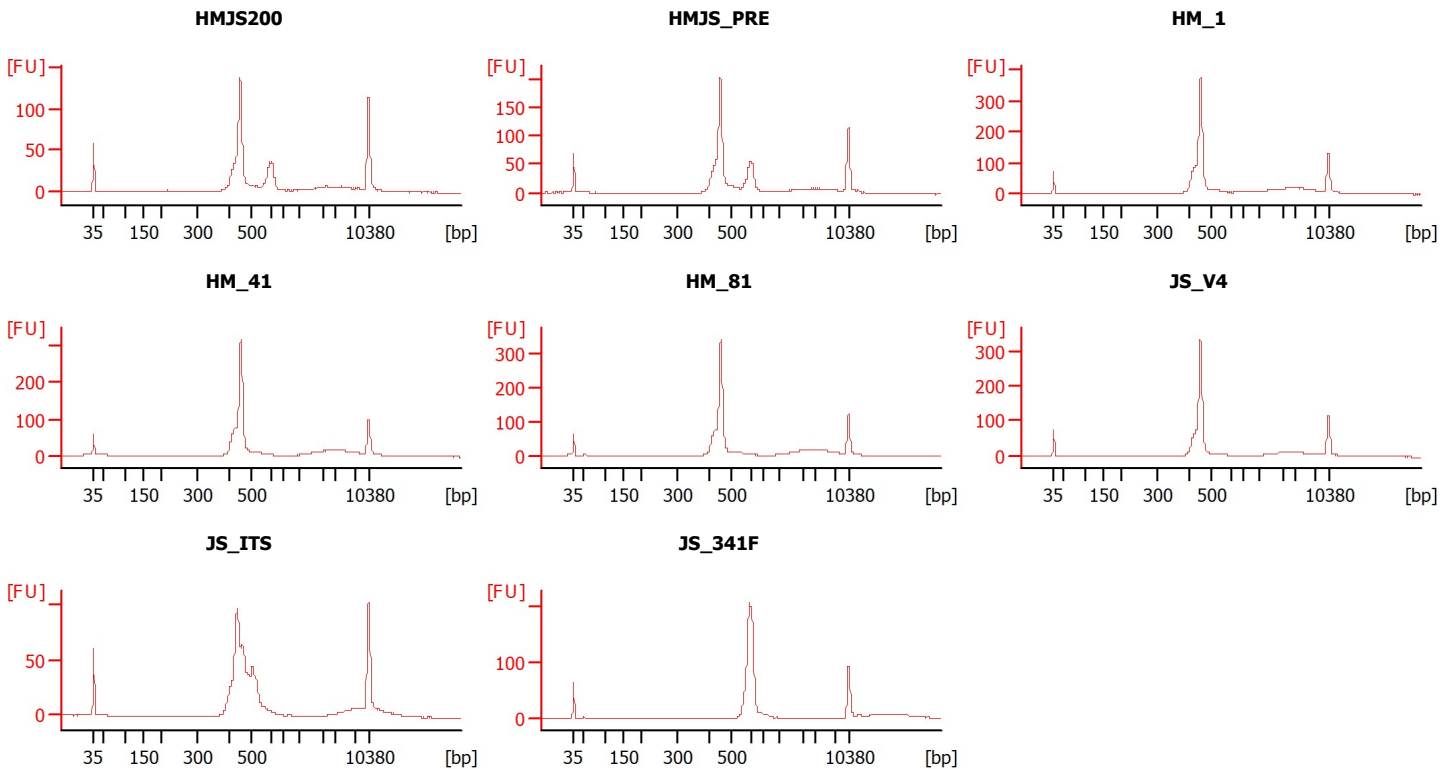 HMJS200 HMJS_PRE HM_1
[FU] [FU] [FU]
100 150 300
50 100 200
0 50 100
0 0
35 150 300 500 10380 [bp] 35 150 300 500 10380 [bp] 35 150 300 500 10380 [bp]
HM_41 HM_81 JS_V4
[FU] [FU] [FU]
200 300 300
100 200 200
0 100 100
0 0
35 150 300 500 10380 [bp] 35 150 300 500 10380 [bp] 35 150 300 500 10380 [bp]
JS_ITS JS_341F
[FU] [FU]
50 100
0 0
35 150 300 500 10380 [bp] 35 150 300 500 10380 [bp]